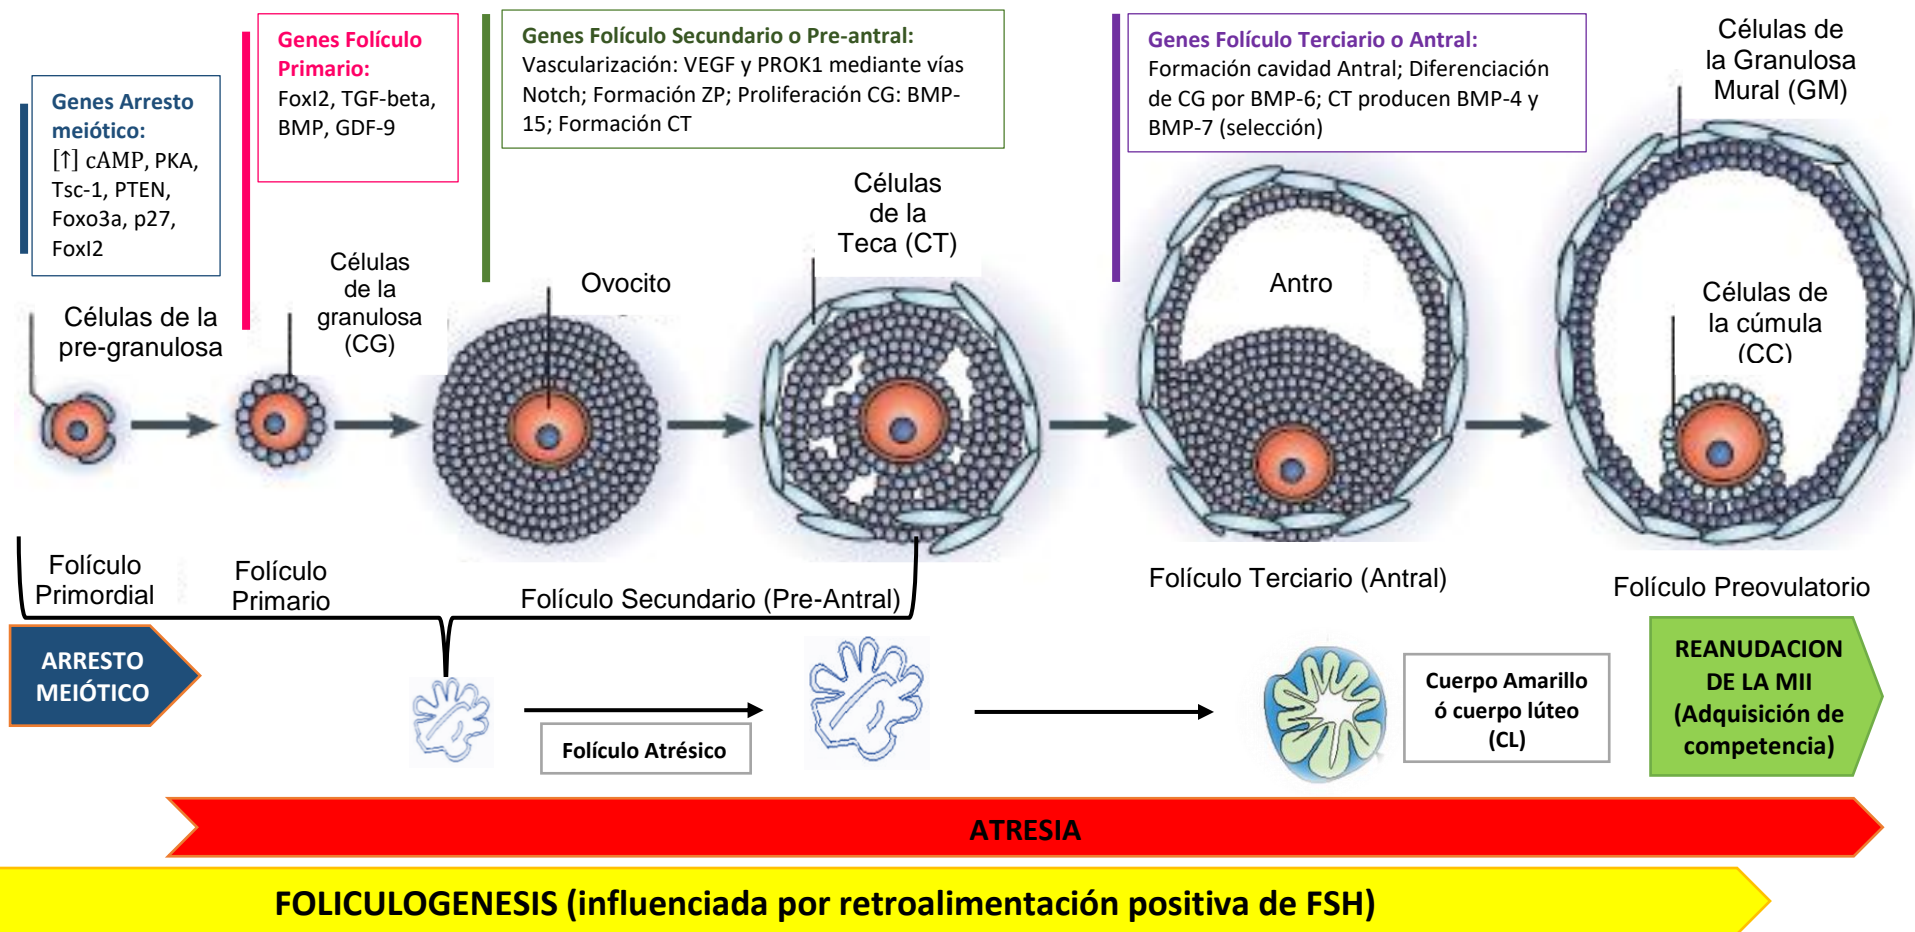 Genes Arresto
meiótico:
[↑] cAMP, PKA,
Tsc-1, PTEN,
Foxo3a, p27,
Foxl2
Genes Folículo
Primario:
Foxl2, TGF-beta,
BMP, GDF-9
Genes Folículo Secundario o Pre-antral:
Vascularización: VEGF y PROK1 mediante vías
Notch; Formación ZP; Proliferación CG: BMP-
15; Formación CT
Genes Folículo Terciario o Antral:
Formación cavidad Antral; Diferenciación
de CG por BMP-6; CT producen BMP-4 y
BMP-7 (selección)
Células de
la Granulosa
Mural (GM)
Células de la
pre-granulosa
Células
de la
granulosa
(CG)
Ovocito
Células
de la
Teca (CT)
Antro
Células de
la cúmula
(CC)
Folículo
Primordial
Folículo
Primario
Folículo Secundario (Pre-Antral)
Folículo Terciario (Antral)
Folículo Preovulatorio
ARRESTO
MEIÓTICO
Folículo Atrésico
Cuerpo Amarillo
ó cuerpo lúteo
(CL)
REANUDACION
DE LA MII
(Adquisición de
competencia)
ATRESIA
FOLICULOGENESIS (influenciada por retroalimentación positiva de FSH)